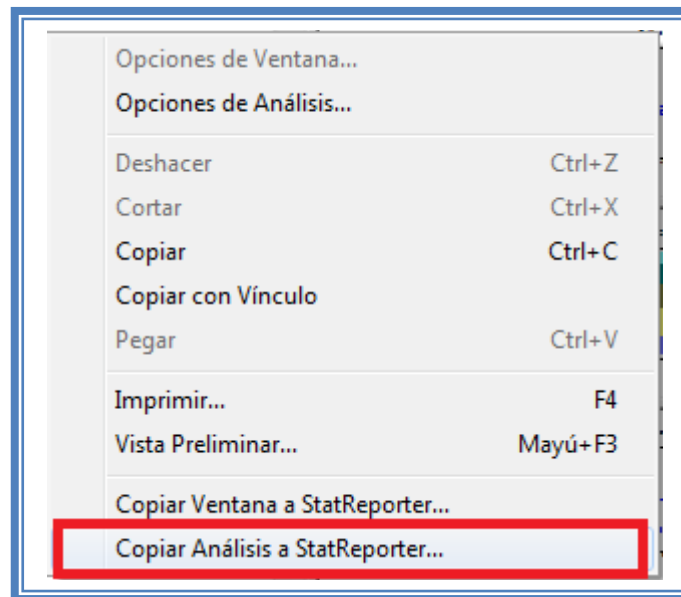 Opciones de Ventana...
Opciones de Análisis...
Deshacer Ctrl+Z
Cortar Ctrl+X
Copiar Ctrl+C
Copiar con Vínculo
Pegar Ctrl+V
Imprimir... F4
Vista Preliminar... Mayú+F3
Copiar Ventana a StatReporter...
Copiar Análisis a StatReporter...